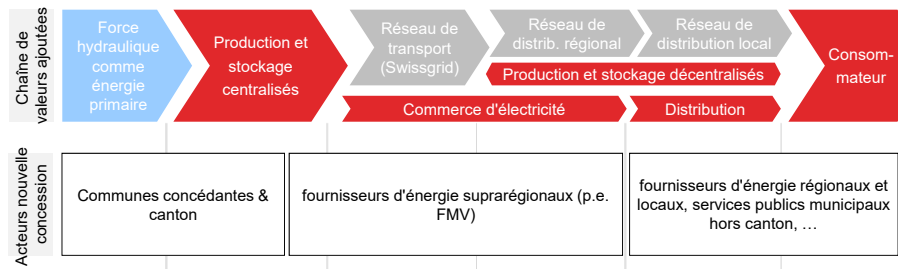 Chaîne de
valeurs ajoutées
Force
hydraulique
comme
énergie
primaire
Production et
stockage
centralisés
Réseau de
transport
(Swissgrid)
Réseau de
distrib. régional
Réseau de
distribution local
Production et stockage décentralisés
Commerce d'électricité
Distribution
Consom-
mateur
Acteurs nouvelle
concession
Communes concédantes &
canton
fournisseurs d'énergie suprarégionaux (p.e.
FMV)
fournisseurs d'énergie régionaux et
locaux, services publics municipaux
hors canton, …